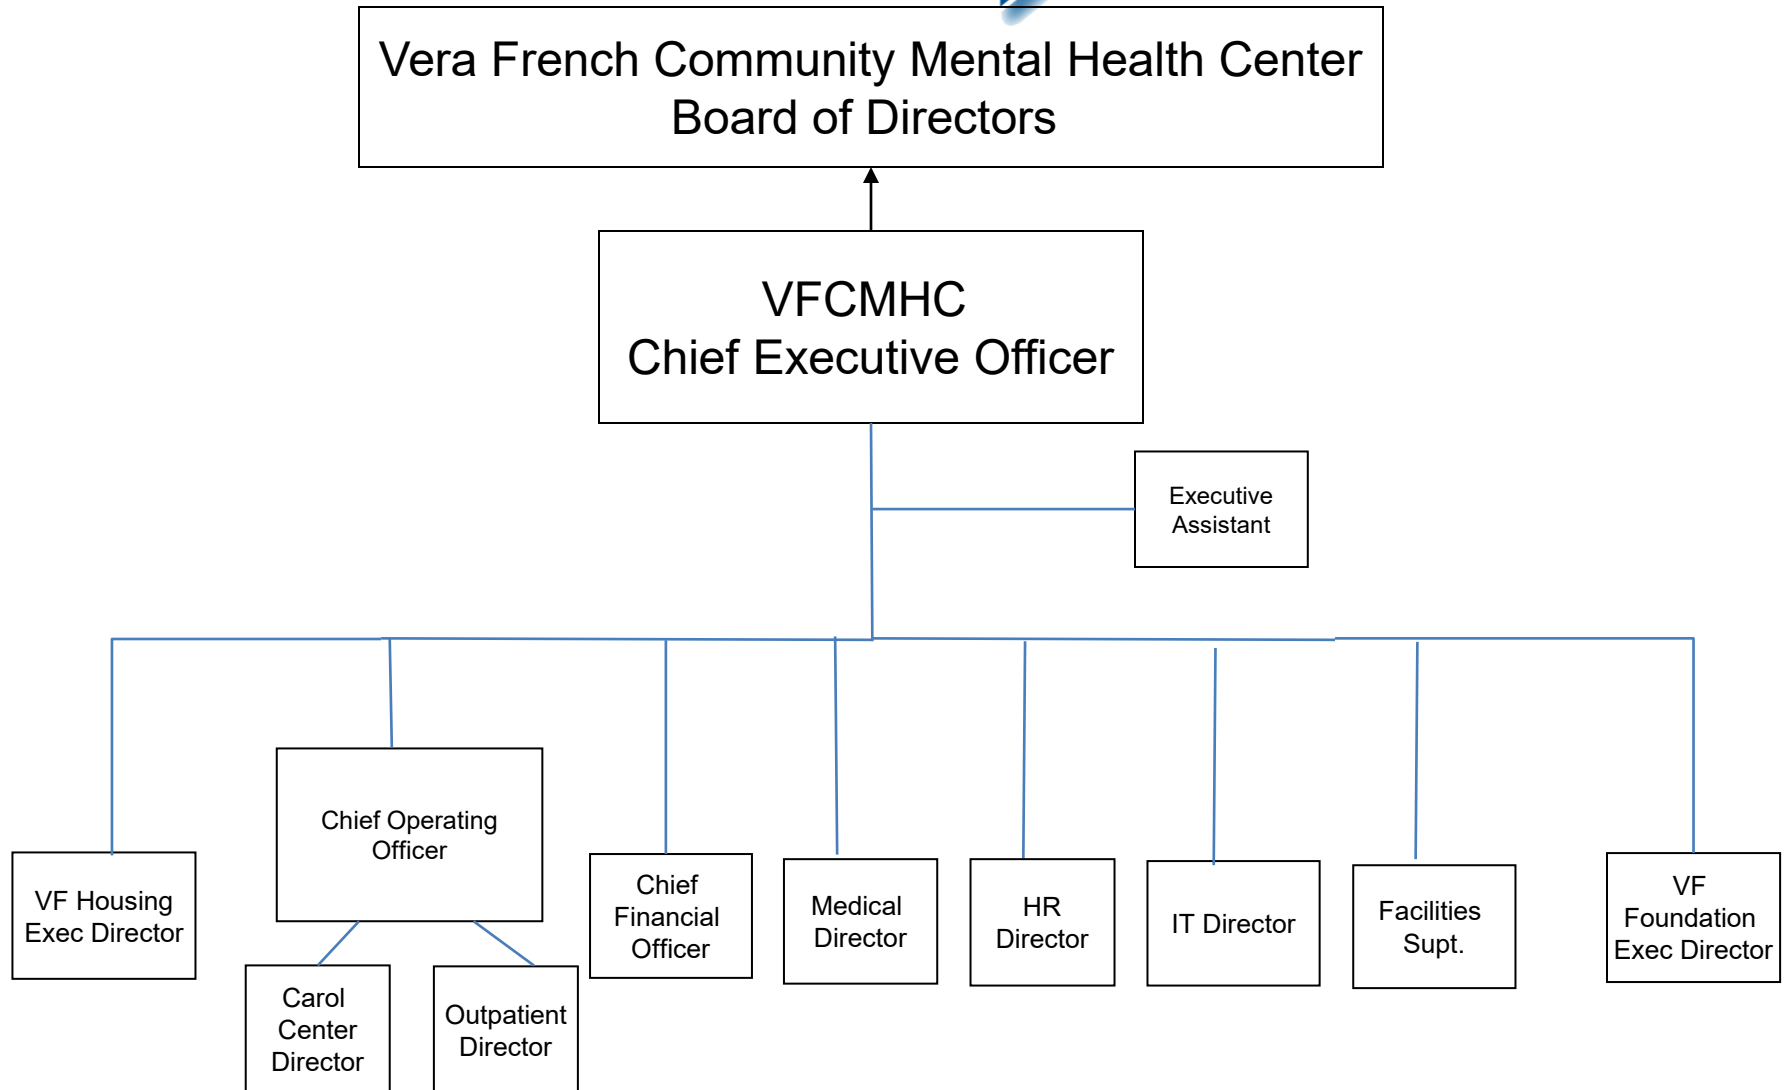 Vera French Community Mental Health Center
Board of Directors
VFCMHC
Chief Executive Officer
Executive
Assistant
VF Housing
Exec Director
Chief Operating
Officer
Chief
Financial
Officer
Medical
Director
HR
Director
IT Director
Facilities
Supt.
VF
Foundation
Exec Director
Carol
Center
Director
Outpatient
Director